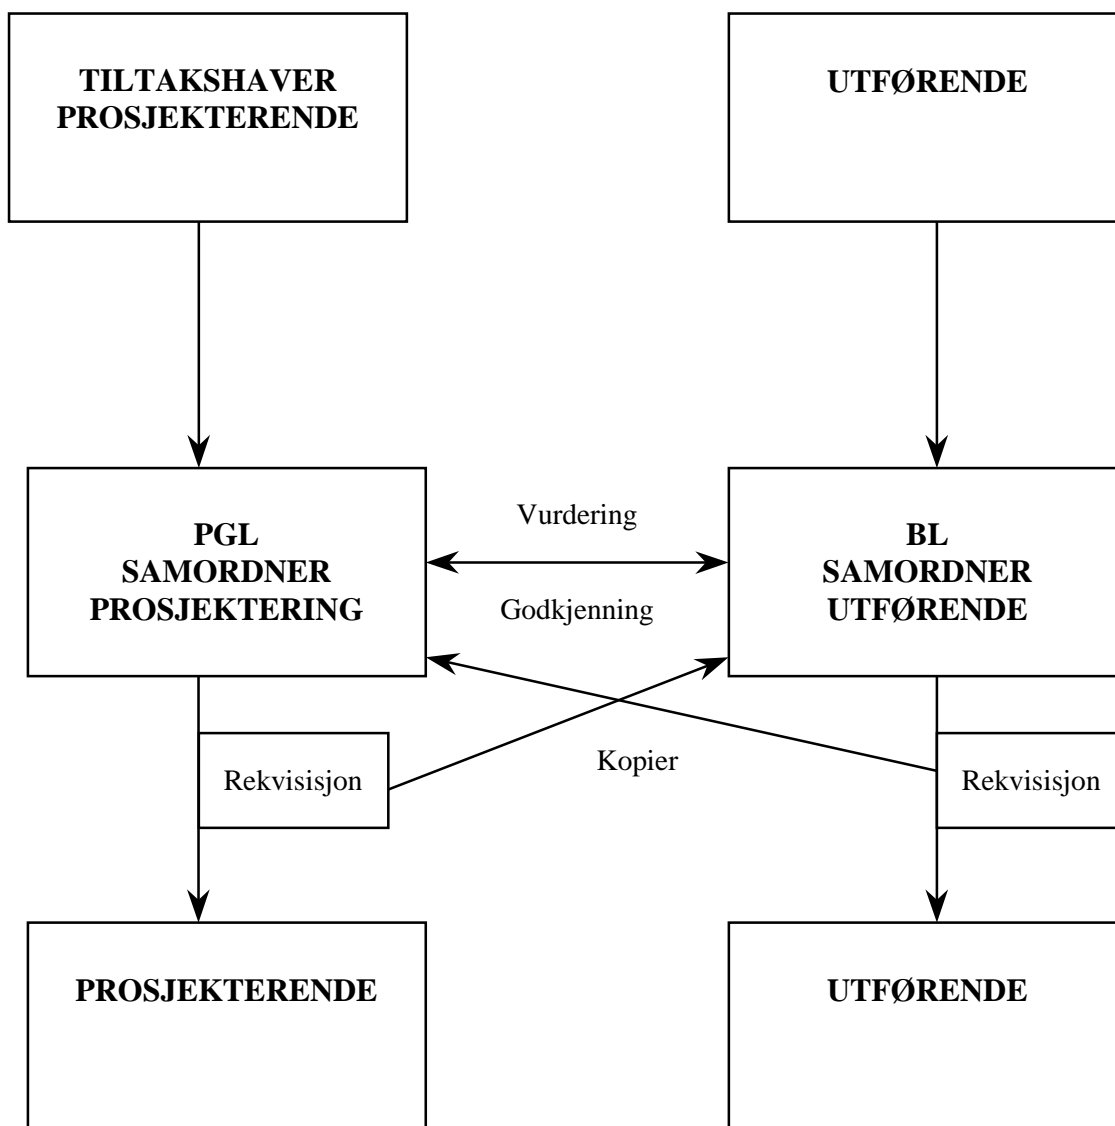 TILTAKSHAVER
PROSJEKTERENDE
UTFØRENDE
PGL
SAMORDNER
PROSJEKTERING
Vurdering
Godkjenning
BL
SAMORDNER
UTFØRENDE
Rekvisisjon
Kopier
Rekvisisjon
PROSJEKTERENDE
UTFØRENDE